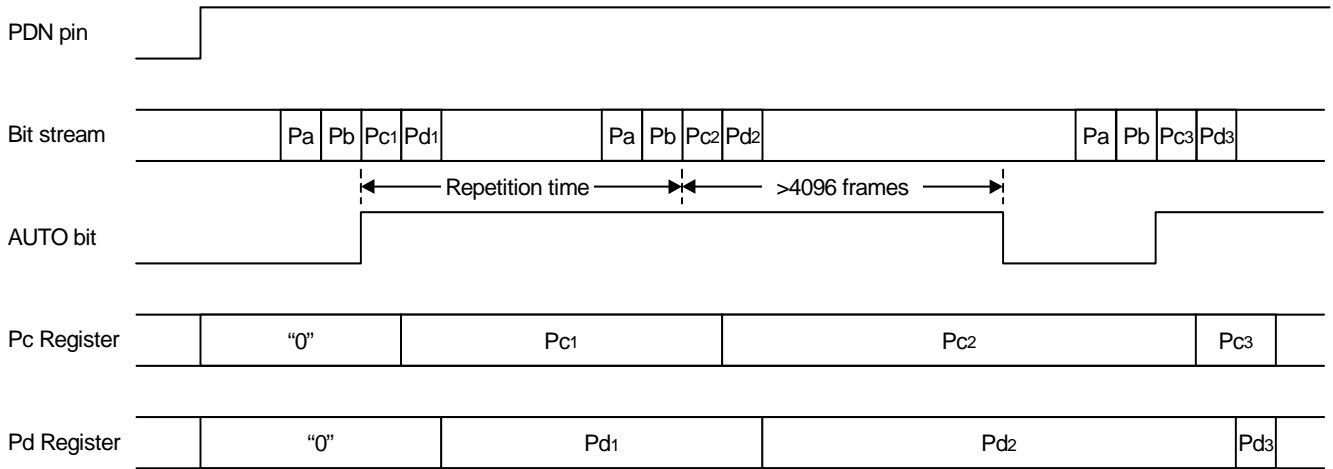 PDN pin
Bit stream Pa Pb Pc1 Pd1 Pa Pb Pc2 Pd2 Pa Pb Pc3 Pd3
Repetition time >4096 frames
AUTO bit
Pc Register “0” Pc1 Pc2 Pc3
Pd Register “0” Pd1 Pd2 Pd3